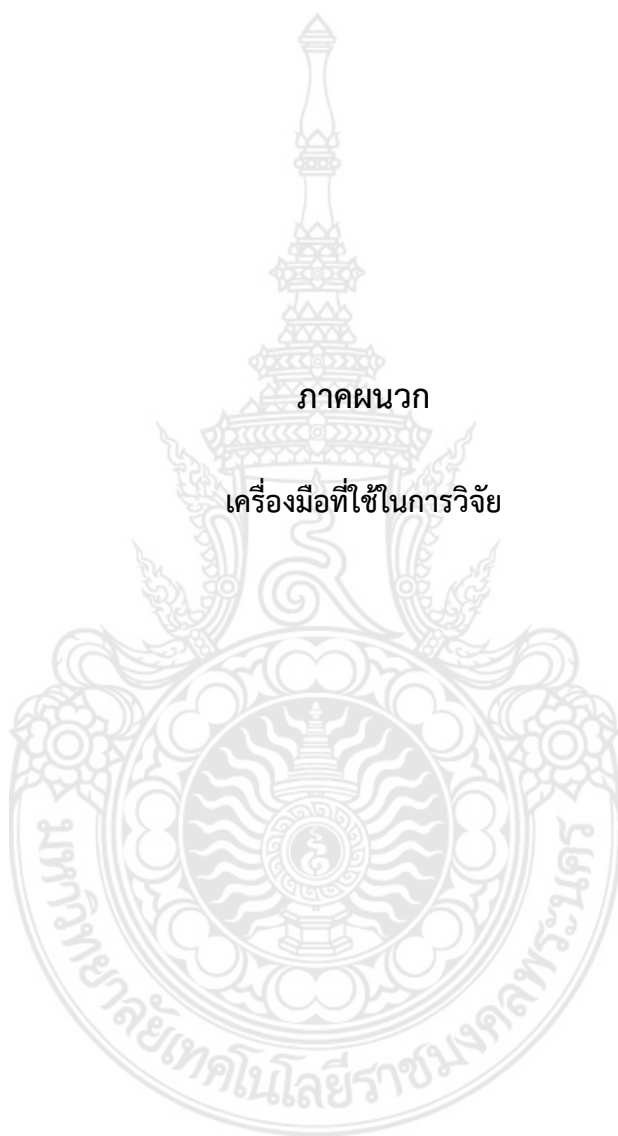 ภาคผนวก
เครื่องมือที่ใช้ในการวิจัย
มหาวิทยาลัยเทคโนโลยีราชมงคลพระนคร